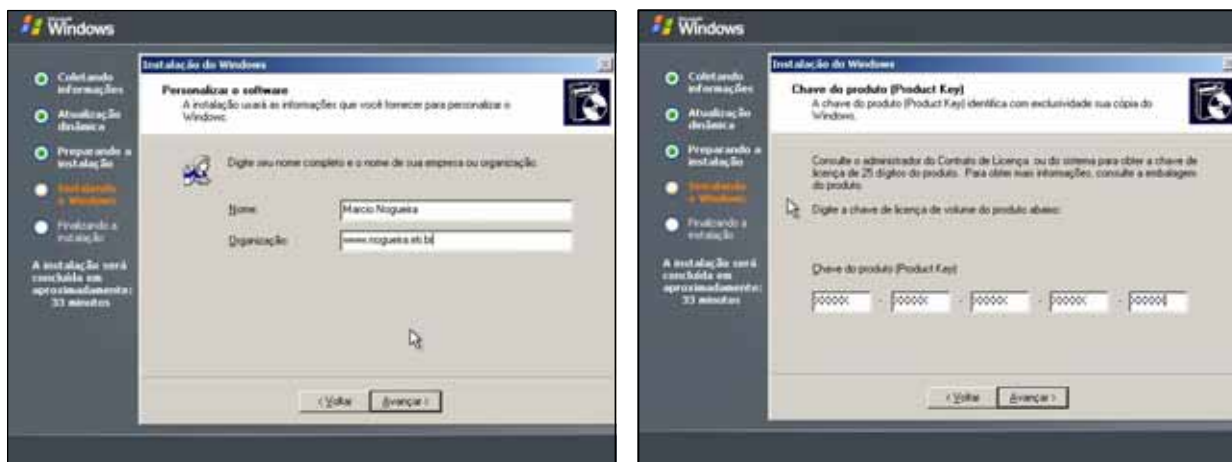 Microsoft
Windows
Coletando
informações
Atualização
dinâmica
Preparando a
instalação
Instalando
o Windows
Finalizando a
instalação
A instalação será
concluída em
aproximadamente:
33 minutos
Instalação do Windows
Personalizar o software
A instalação usará as informações que você fornecer para personalizar o
Windows.
Digite seu nome completo e o nome de sua empresa ou organização.
Nome:
Marcio Nogueira
Organização:
www.nogueira.eti.br
< Voltar
Avançar >
Microsoft
Windows
Coletando
informações
Atualização
dinâmica
Preparando a
instalação
Instalando
o Windows
Finalizando a
instalação
A instalação será
concluída em
aproximadamente:
33 minutos
Instalação do Windows
Chave do produto (Product Key)
A chave do produto (Product Key) identifica com exclusividade sua cópia do
Windows.
Consulte o administrador do Contrato de Licença ou do sistema para obter a chave de
licença de 25 dígitos do produto. Para obter mais informações, consulte a embalagem
do produto.
Digite a chave de licença de volume do produto abaixo:
Chave do produto (Product Key)
XXXXX - XXXXX - XXXXX - XXXXX - XXXXX
< Voltar
Avançar >